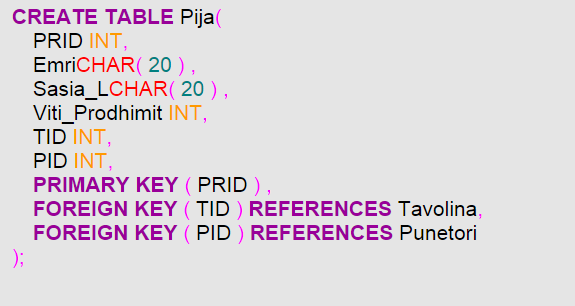 CREATE TABLE Pija(
PRID INT,
EmriCHAR( 20 ) ,
Sasia_LCHAR( 20 ) ,
Viti_Prodhimit INT,
TID INT,
PID INT,
PRIMARY KEY ( PRID ) ,
FOREIGN KEY ( TID ) REFERENCES Tavolina,
FOREIGN KEY ( PID ) REFERENCES Punetori
);